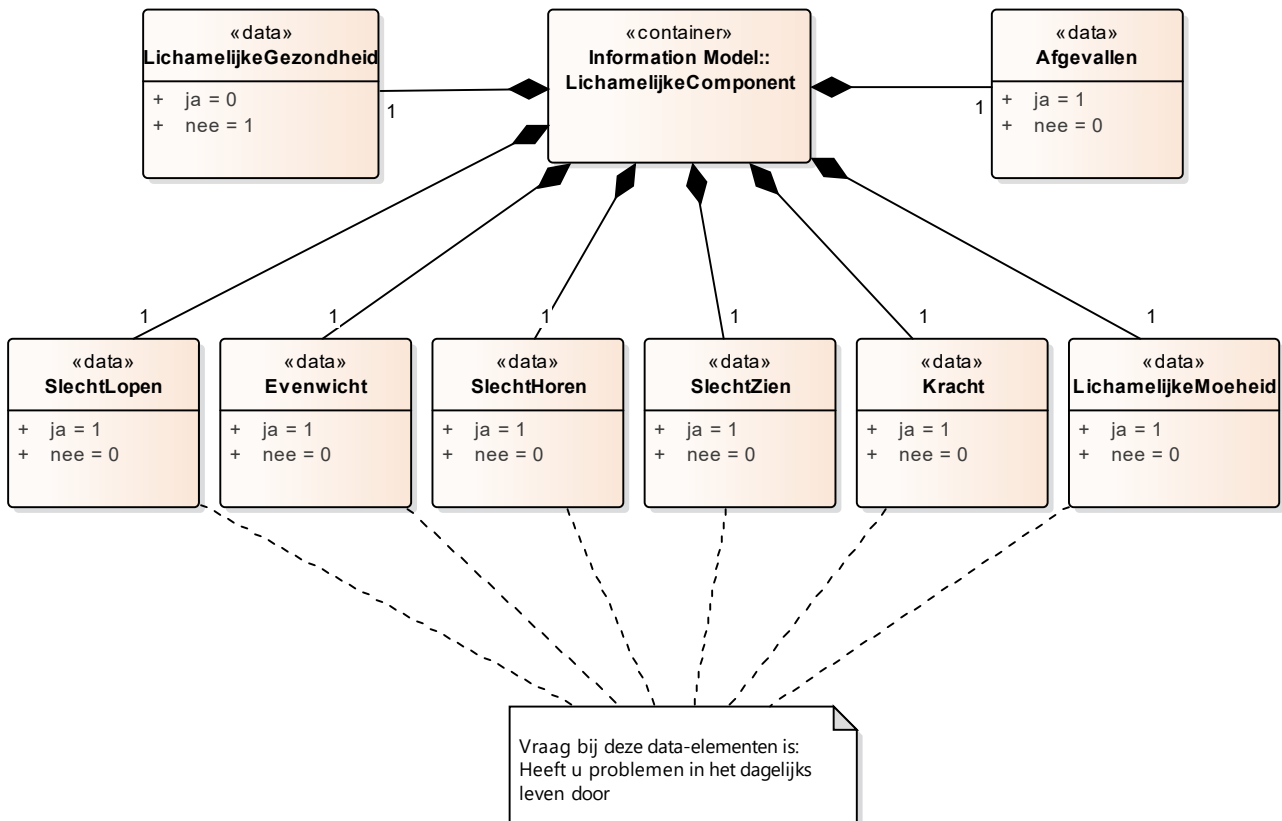 «data»
LichamelijkeGezondheid
+ ja = 0
+ nee = 1
1
«container»
Information Model::
LichamelijkeComponent
«data»
Afgevallen
+ ja = 1
+ nee = 0
1
1
1
1
1
1
1
«data»
SlechtLopen
+ ja = 1
+ nee = 0
«data»
Evenwicht
+ ja = 1
+ nee = 0
«data»
SlechtHoren
+ ja = 1
+ nee = 0
«data»
SlechtZien
+ ja = 1
+ nee = 0
«data»
Kracht
+ ja = 1
+ nee = 0
«data»
LichamelijkeMoeheid
+ ja = 1
+ nee = 0
Vraag bij deze data-elementen is:
Heeft u problemen in het dagelijks
leven door